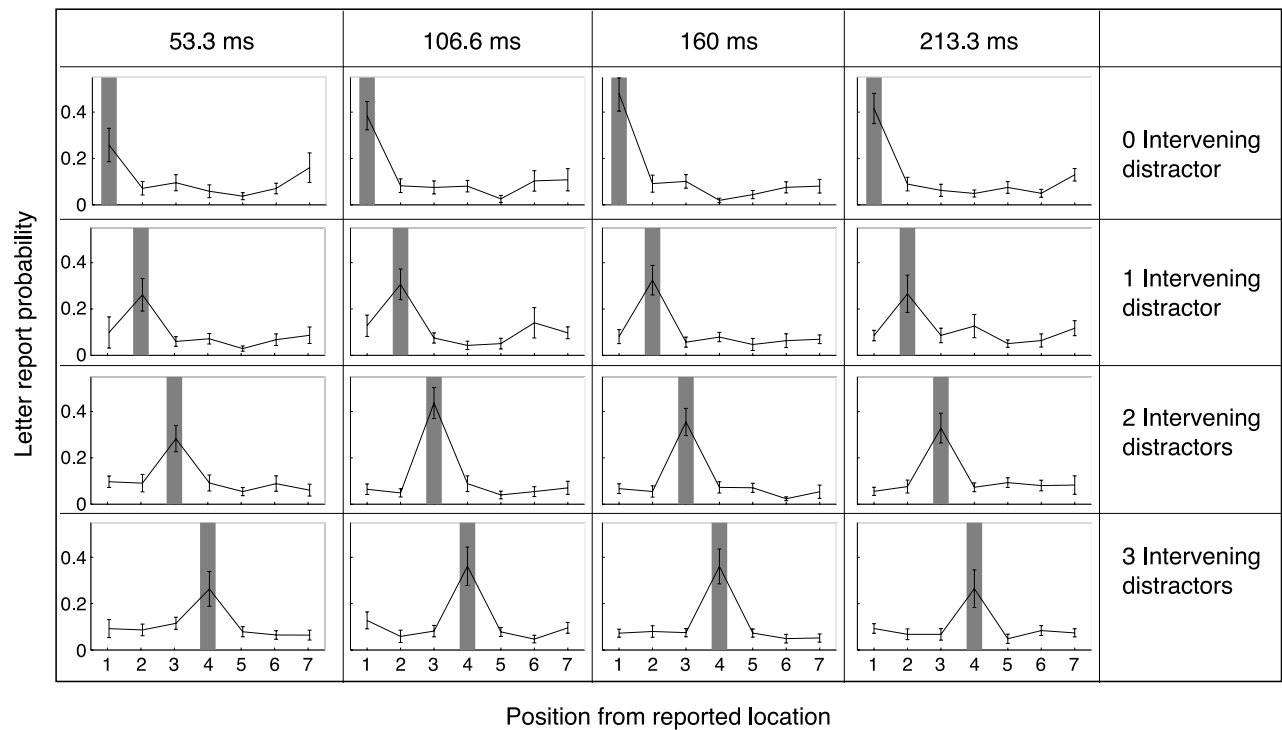 53.3 ms 106.6 ms 160 ms 213.3 ms
0.4
0.2
0
0 Intervening
distractor
0.4
0.2
0
1 Intervening
distractor
0.4
0.2
0
2 Intervening
distractors
0.4
0.2
0
3 Intervening
distractors
1 2 3 4 5 6 7 1 2 3 4 5 6 7 1 2 3 4 5 6 7 1 2 3 4 5 6 7
Letter report probability
Position from reported location